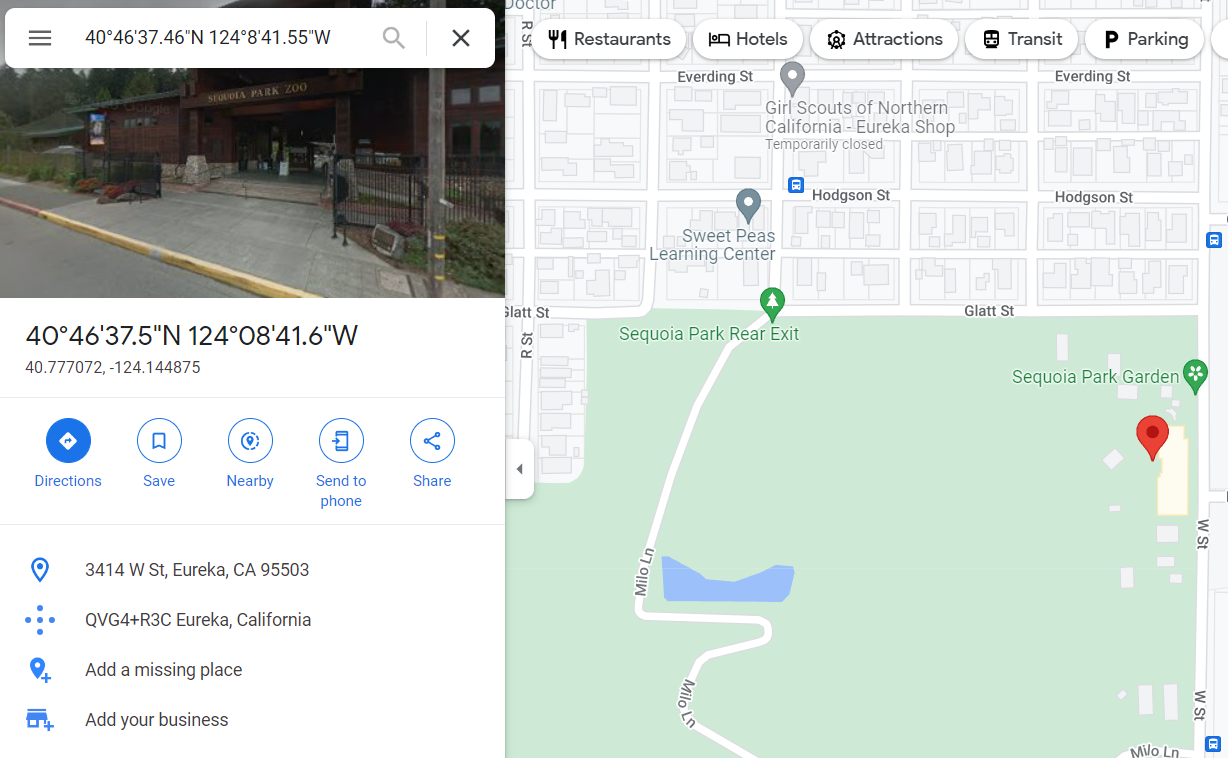 Doctor
40°46'37.46"N 124°8'41.55"W
R St
Restaurants
Hotels
Attractions
Transit
Parking
Everding St
Everding St
Google
SEQUOIA PARK ZOO
Girl Scouts of Northern
California - Eureka Shop
Temporarily closed
Hodgson St
Hodgson St
Sweet Peas
Learning Center
Glatt St
Glatt St
Sequoia Park Rear Exit
40°46'37.5"N 124°08'41.6"W
R St
40.777072, -124.144875
Sequoia Park Garden
Directions
Save
Nearby
Send to
phone
Share
W St
3414 W St, Eureka, CA 95503
Milo Ln
QVG4+R3C Eureka, California
Add a missing place
Milo Ln
W St
Add your business
Milo Ln